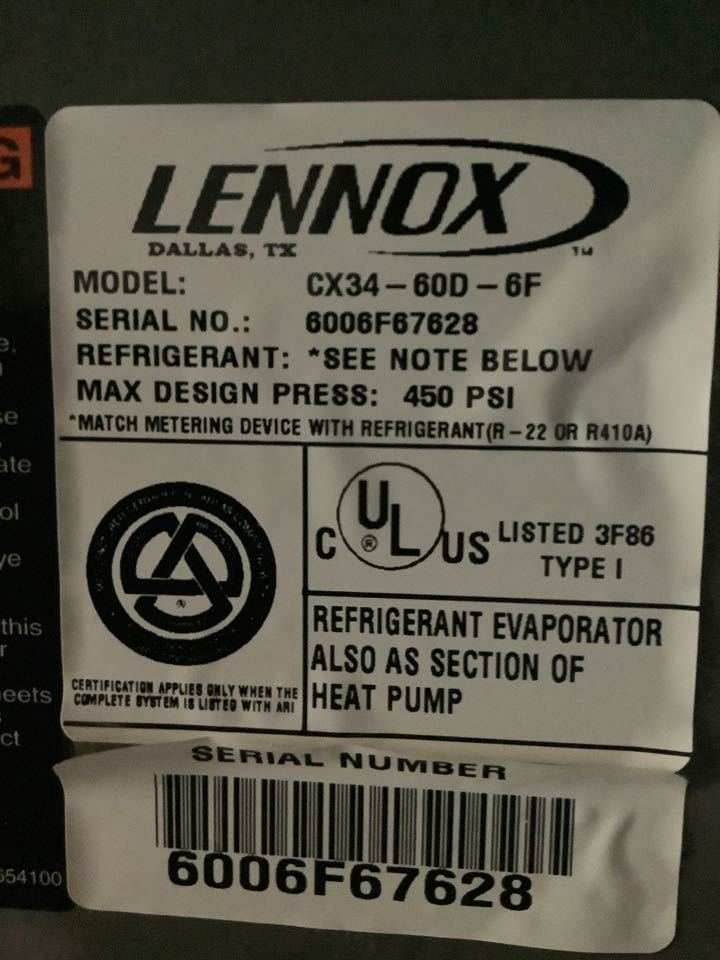 G
LENNOX
DALLAS, TX
TM
MODEL: CX34-60D-6F
SERIAL NO.: 6006F67628
REFRIGERANT: *SEE NOTE BELOW
MAX DESIGN PRESS: 450 PSI
*MATCH METERING DEVICE WITH REFRIGERANT(R-22 OR R410A)
C UL ® US LISTED 3F86
TYPE I
CERTIFICATION APPLIES ONLY WHEN THE
COMPLETE SYSTEM IS LISTED WITH ARI
REFRIGERANT EVAPORATOR
ALSO AS SECTION OF
HEAT PUMP
SERIAL NUMBER
6006F67628
this
654100